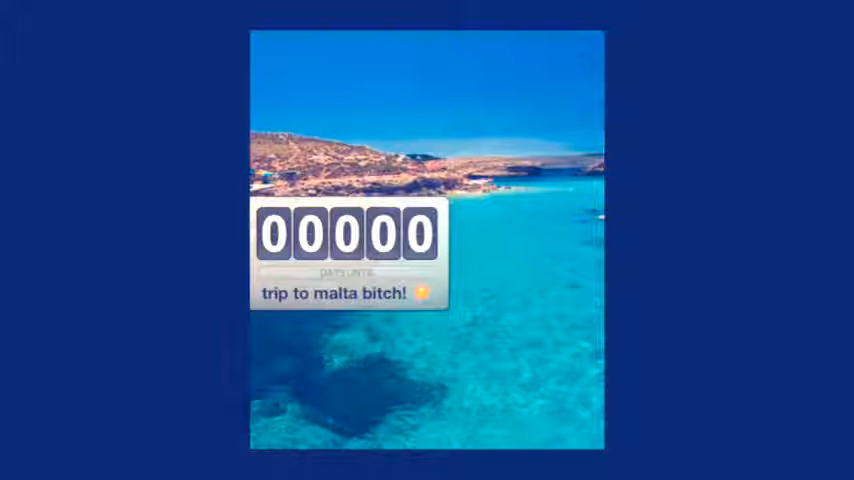 00000
DAYS UNTIL
trip to malta bitch! ☀️